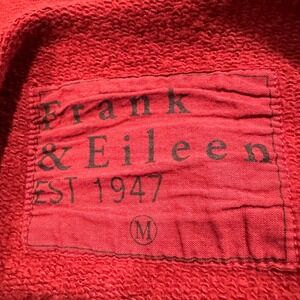 Frank
& Eileen
EST 1947
M